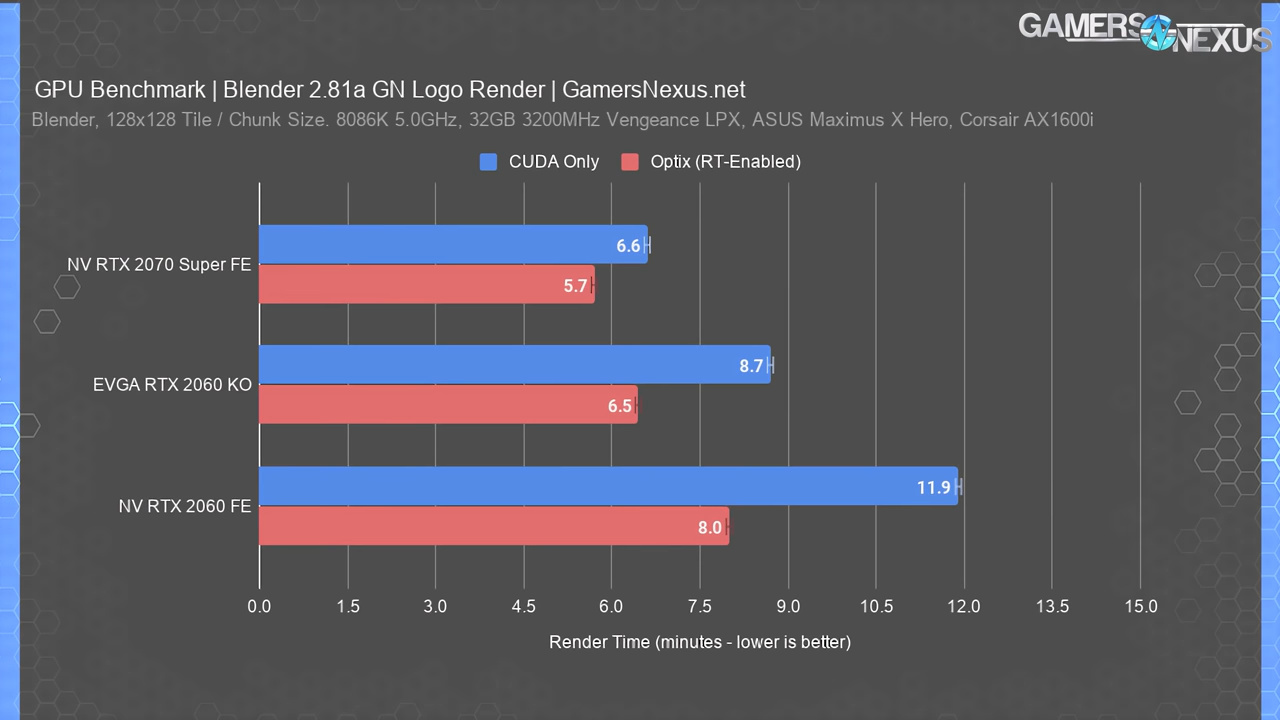 GAMERS NEXUS
GPU Benchmark | Blender 2.81a GN Logo Render | GamersNexus.net
Blender, 128x128 Tile / Chunk Size. 8086K 5.0GHz, 32GB 3200MHz Vengeance LPX, ASUS Maximus X Hero, Corsair AX1600i
CUDA Only Optix (RT-Enabled)
6.6
NV RTX 2070 Super FE
5.7
8.7
EVGA RTX 2060 KO
6.5
11.9
NV RTX 2060 FE
8.0
0.0 1.5 3.0 4.5 6.0 7.5 9.0 10.5 12.0 13.5 15.0
Render Time (minutes - lower is better)